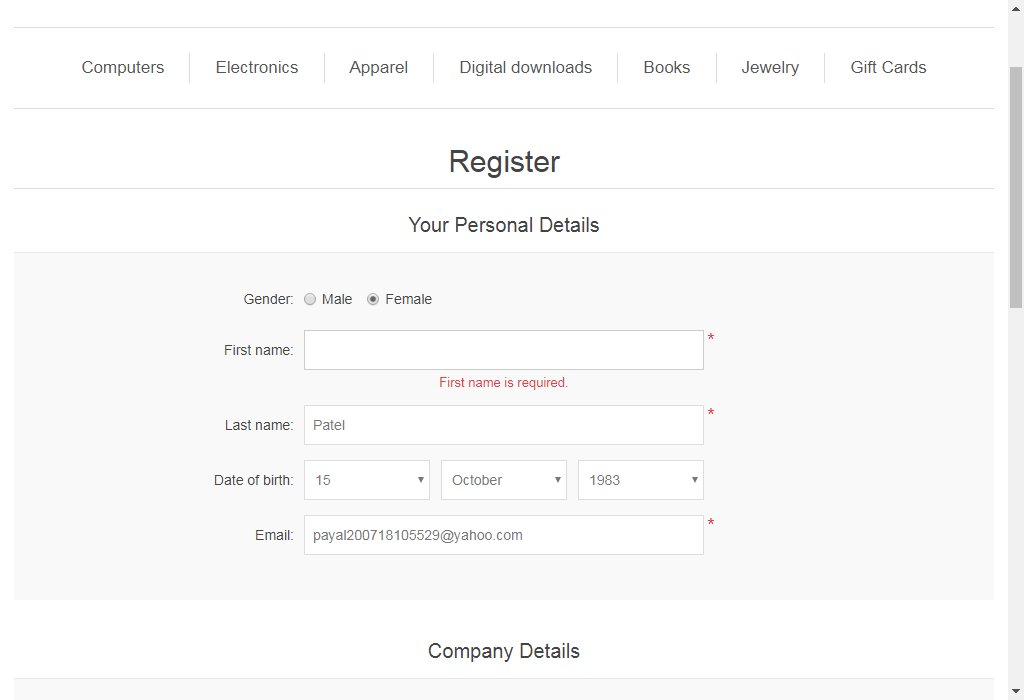 Computers Electronics Apparel Digital downloads Books Jewelry Gift Cards
Register
Your Personal Details
Gender: Male Female
First name: *
First name is required.
Last name: Patel *
Date of birth: 15 October 1983
Email: payal200718105529@yahoo.com *
Company Details